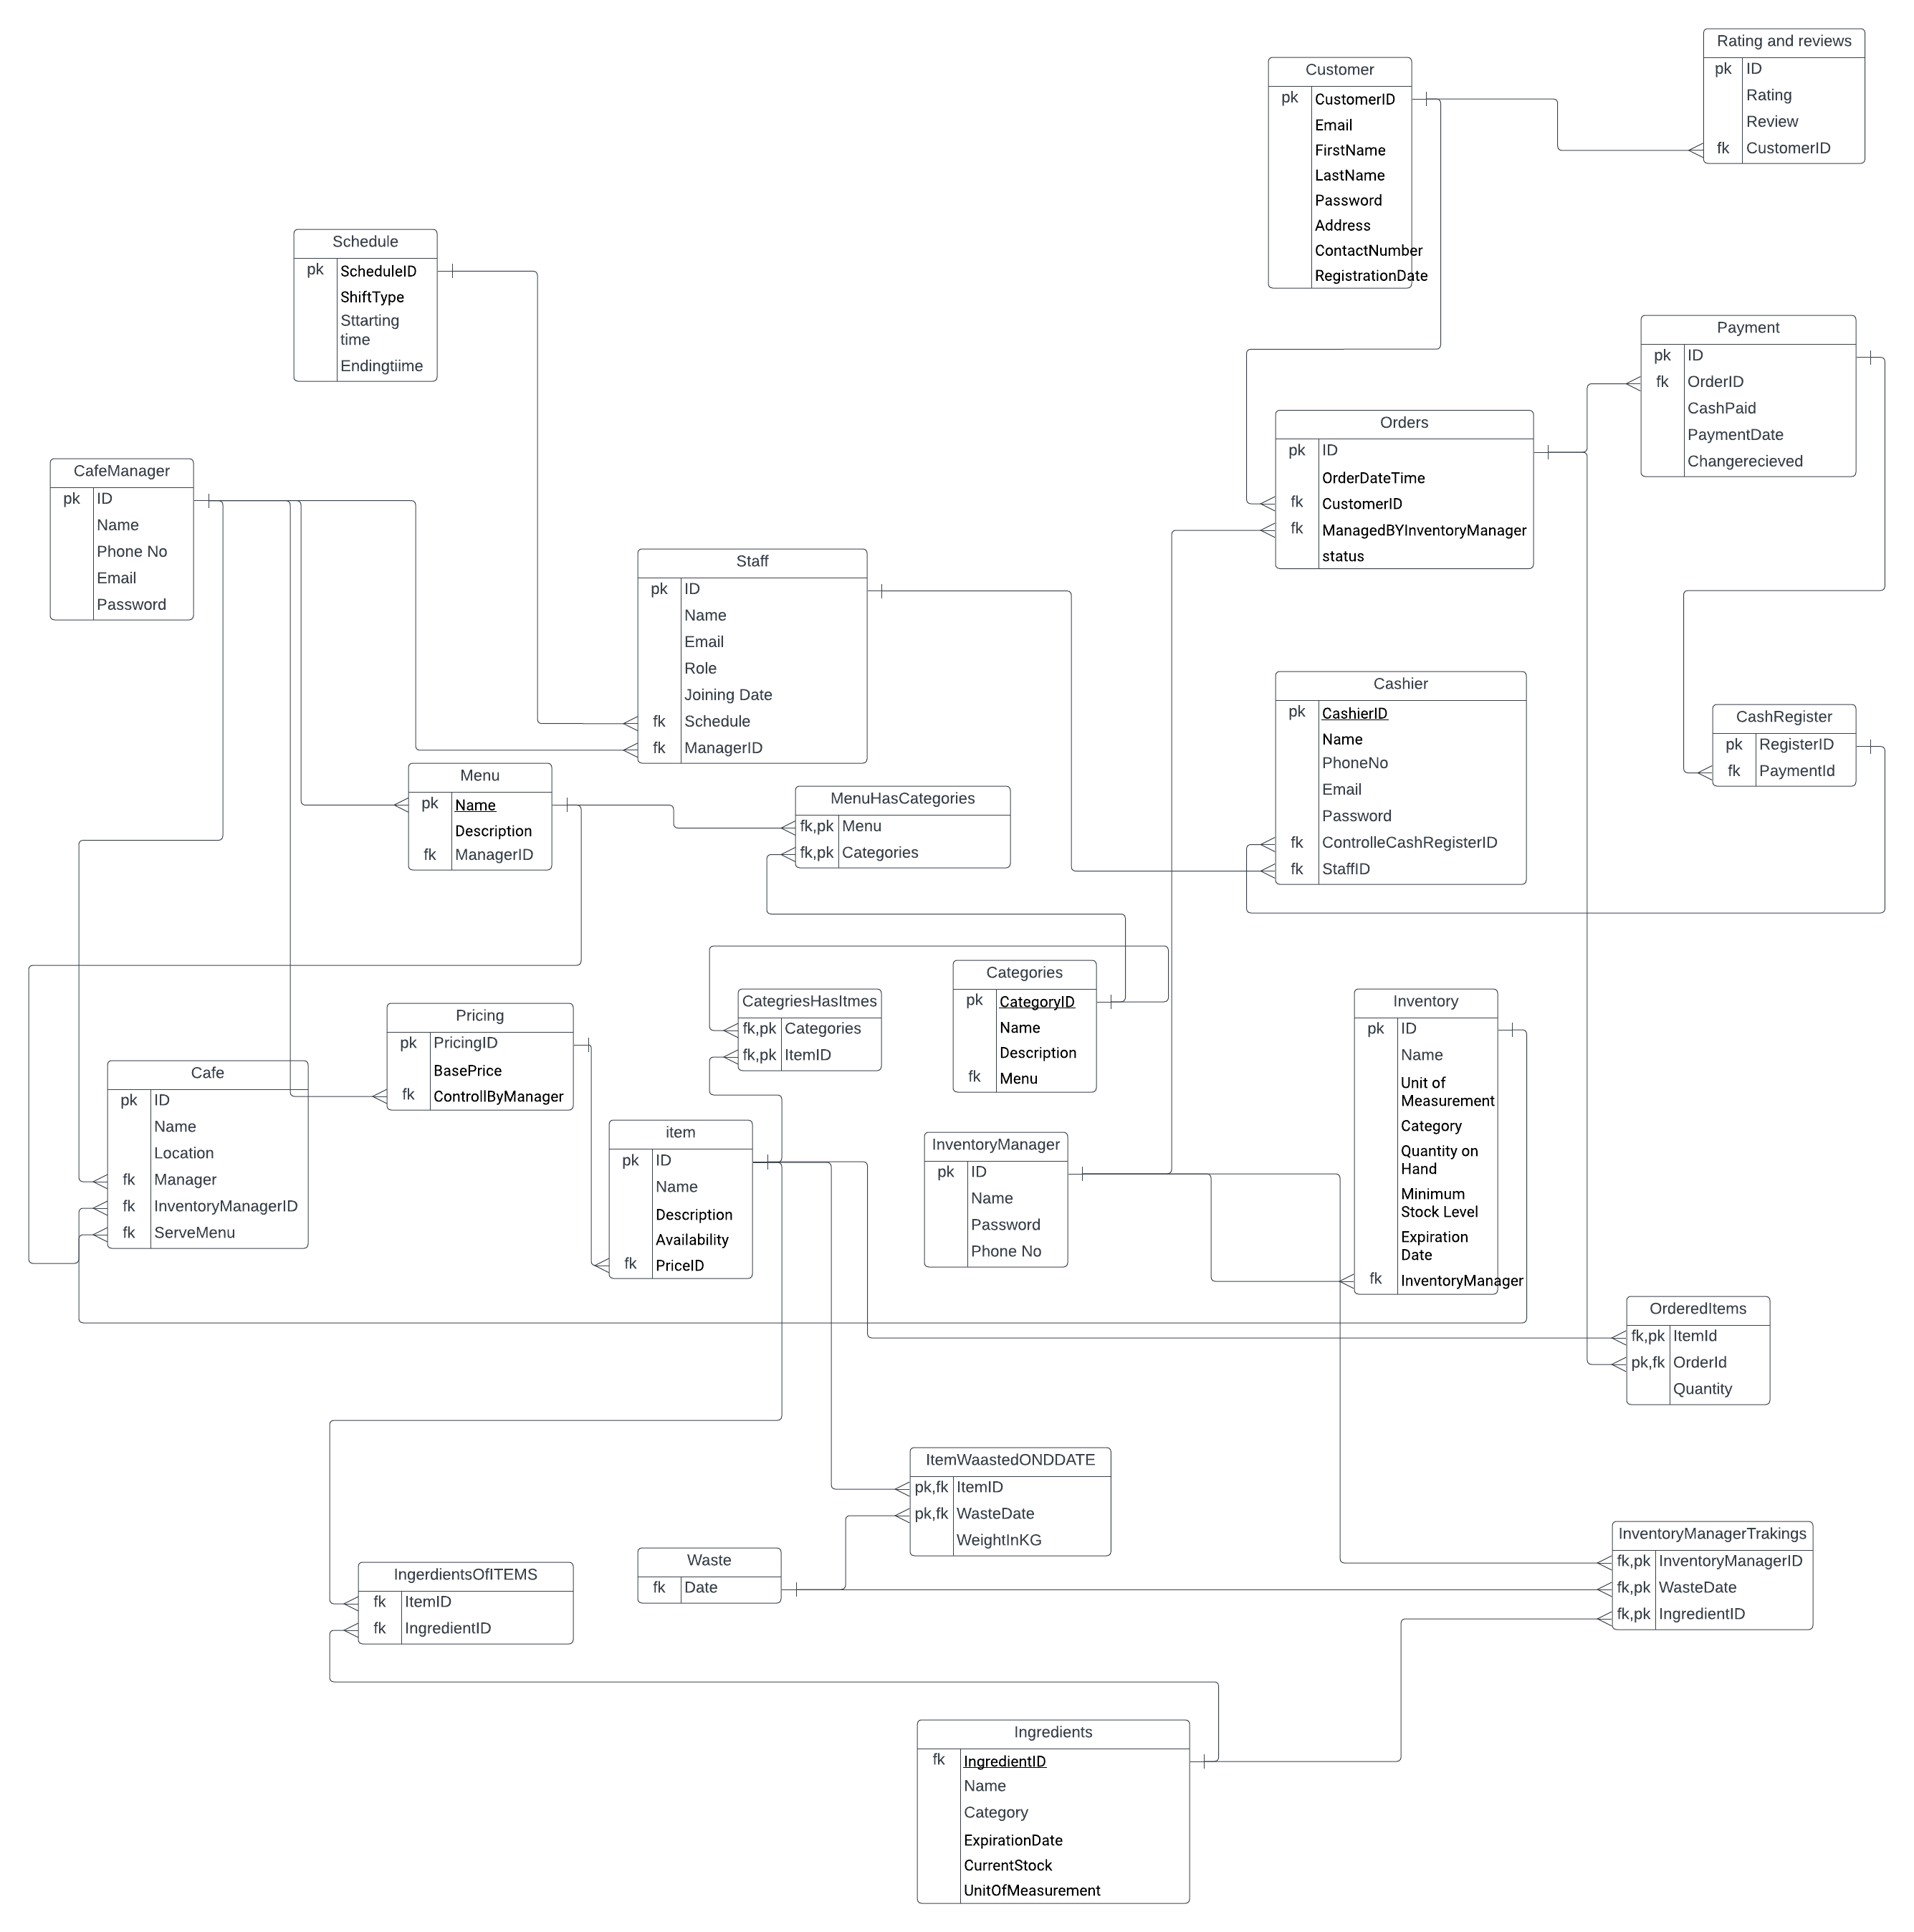 Rating and reviews
pk ID
Rating
Review
fk CustomerID
Customer
pk CustomerID
Email
FirstName
LastName
Password
Address
ContactNumber
RegistrationDate
Schedule
pk ScheduleID
ShiftType
Sttarting
time
Endingtiime
Payment
pk ID
fk OrderID
CashPaid
PaymentDate
Changerecieved
Orders
pk ID
OrderDateTime
fk CustomerID
fk ManagedBYInventoryManager
status
CafeManager
pk ID
Name
Phone No
Email
Password
Staff
pk ID
Name
Email
Role
Joining Date
fk Schedule
fk ManagerID
Cashier
pk CashierID
Name
PhoneNo
Email
Password
fk ControlleCashRegisterID
fk StaffID
CashRegister
pk RegisterID
fk PaymentId
Menu
pk Name
Description
fk ManagerID
MenuHasCategories
fk,pk Menu
fk,pk Categories
Categories
pk CategoryID
Name
Description
fk Menu
CategriesHasItmes
fk,pk Categories
fk,pk ItemID
Inventory
pk ID
Name
Unit of
Measurement
Category
Quantity on
Hand
Minimum
Stock Level
Expiration
Date
fk InventoryManager
Pricing
pk PricingID
BasePrice
fk ControllByManager
Cafe
pk ID
Name
Location
fk Manager
fk InventoryManagerID
fk ServeMenu
item
pk ID
Name
Description
Availability
fk PriceID
InventoryManager
pk ID
Name
Password
Phone No
OrderedItems
fk,pk ItemId
pk,fk OrderId
Quantity
ItemWaastedONDDATE
pk,fk ItemID
pk,fk WasteDate
WeightInKG
InventoryManagerTrakings
fk,pk InventoryManagerID
fk,pk WasteDate
fk,pk IngredientID
Waste
fk Date
IngerdientsOfITEMS
fk ItemID
fk IngredientID
Ingredients
fk IngredientID
Name
Category
ExpirationDate
CurrentStock
UnitOfMeasurement